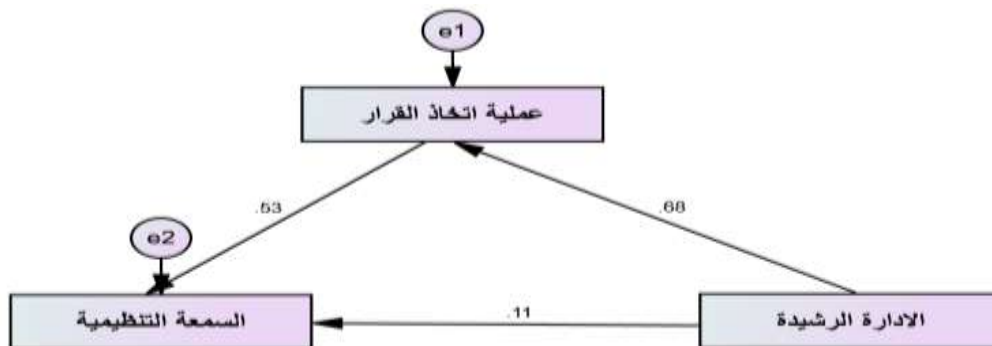 e1
عملية اتخاذ القرار
.53
.68
e2
السمعة التنظيمية
.11
الادارة الرشيدة